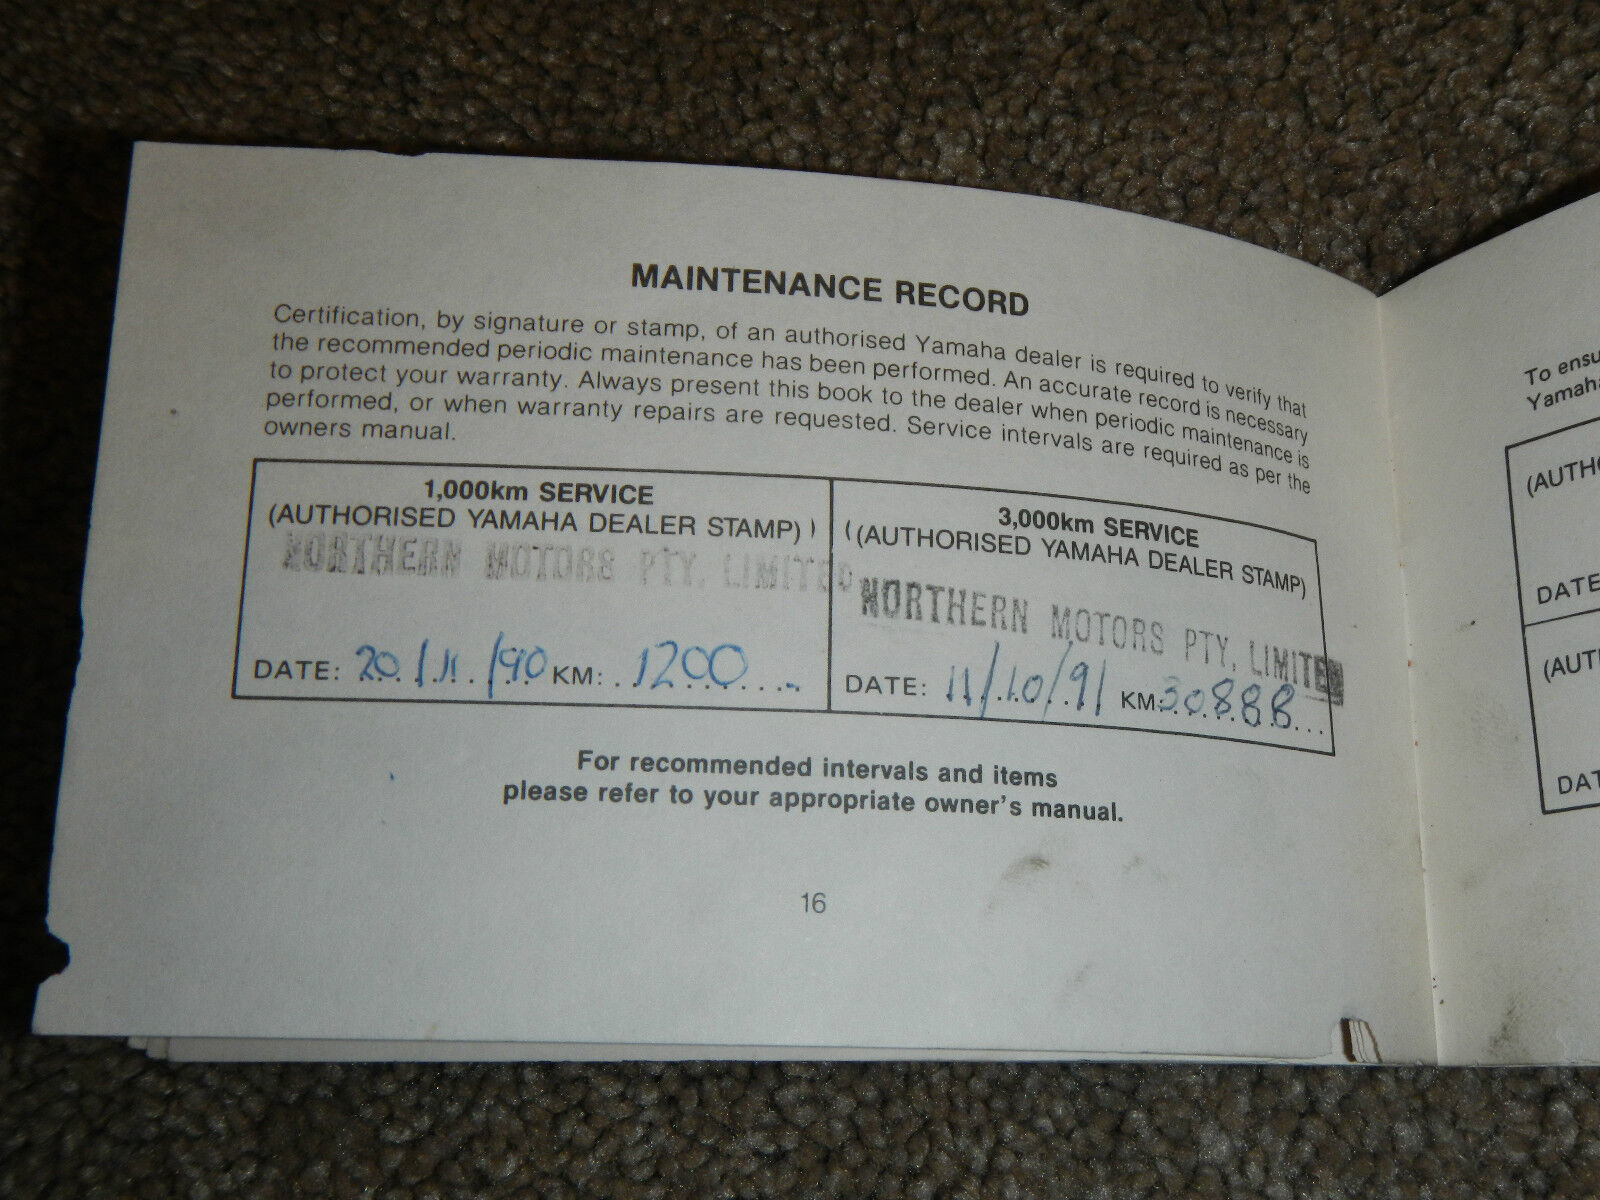 MAINTENANCE RECORD
Certification, by signature or stamp, of an authorised Yamaha dealer is required to verify that
the recommended periodic maintenance has been performed. An accurate record is necessary
to protect your warranty. Always present this book to the dealer when periodic maintenance is
performed, or when warranty repairs are requested. Service intervals are required as per the
owners manual.
1,000km SERVICE
(AUTHORISED YAMAHA DEALER STAMP) )
NORTHERN MOTORS PTY. LIMITED
DATE: 20/11/90 KM: 1200
3,000km SERVICE
((AUTHORISED YAMAHA DEALER STAMP)
NORTHERN MOTORS PTY. LIMITED
DATE: 11/10/91 KM: 30888
For recommended intervals and items
please refer to your appropriate owner's manual.
16
To ensu
Yamaha
(AUTHO
DATE
(AUTH
DAT